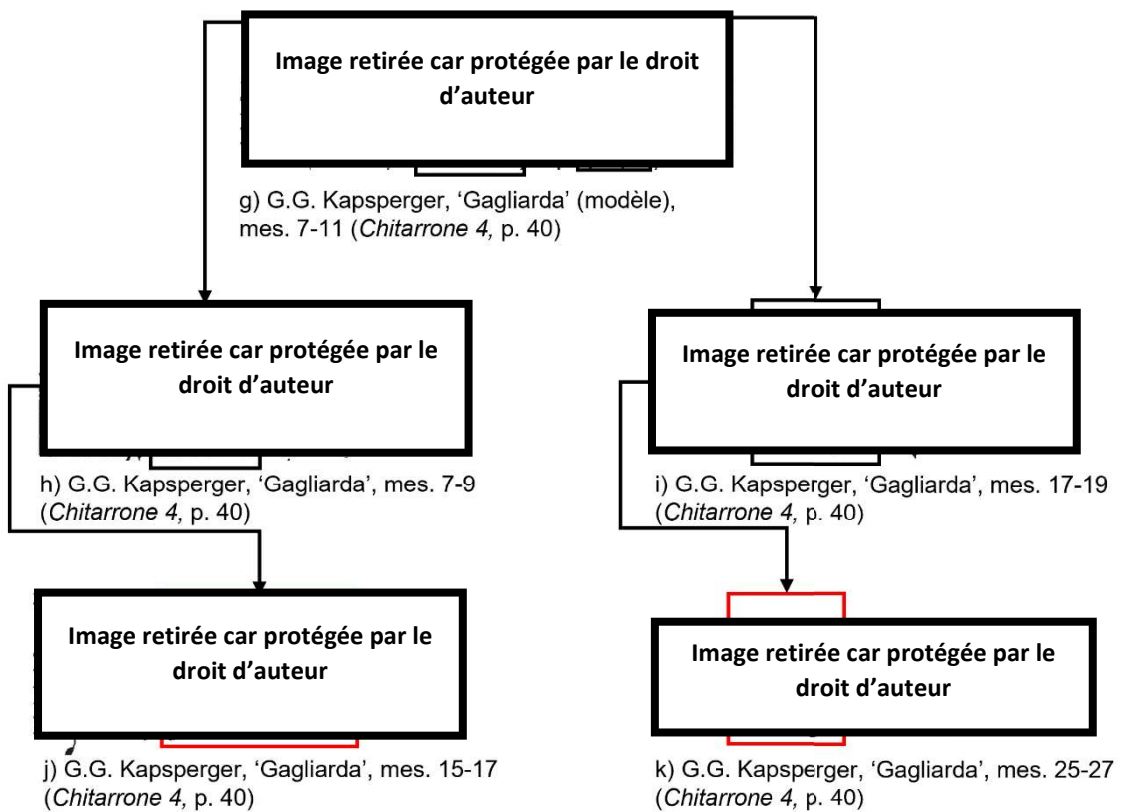 Image retirée car protégée par le droit
d’auteur
g) G.G. Kapsperger, ‘Gagliarda’ (modèle),
mes. 7-11 (Chitarrone 4, p. 40)
Image retirée car protégée par le
droit d’auteur
h) G.G. Kapsperger, ‘Gagliarda’, mes. 7-9
(Chitarrone 4, p. 40)
Image retirée car protégée par le
droit d’auteur
i) G.G. Kapsperger, ‘Gagliarda’, mes. 17-19
(Chitarrone 4, p. 40)
Image retirée car protégée par le
droit d’auteur
j) G.G. Kapsperger, ‘Gagliarda’, mes. 15-17
(Chitarrone 4, p. 40)
Image retirée car protégée par le
droit d’auteur
k) G.G. Kapsperger, ‘Gagliarda’, mes. 25-27
(Chitarrone 4, p. 40)